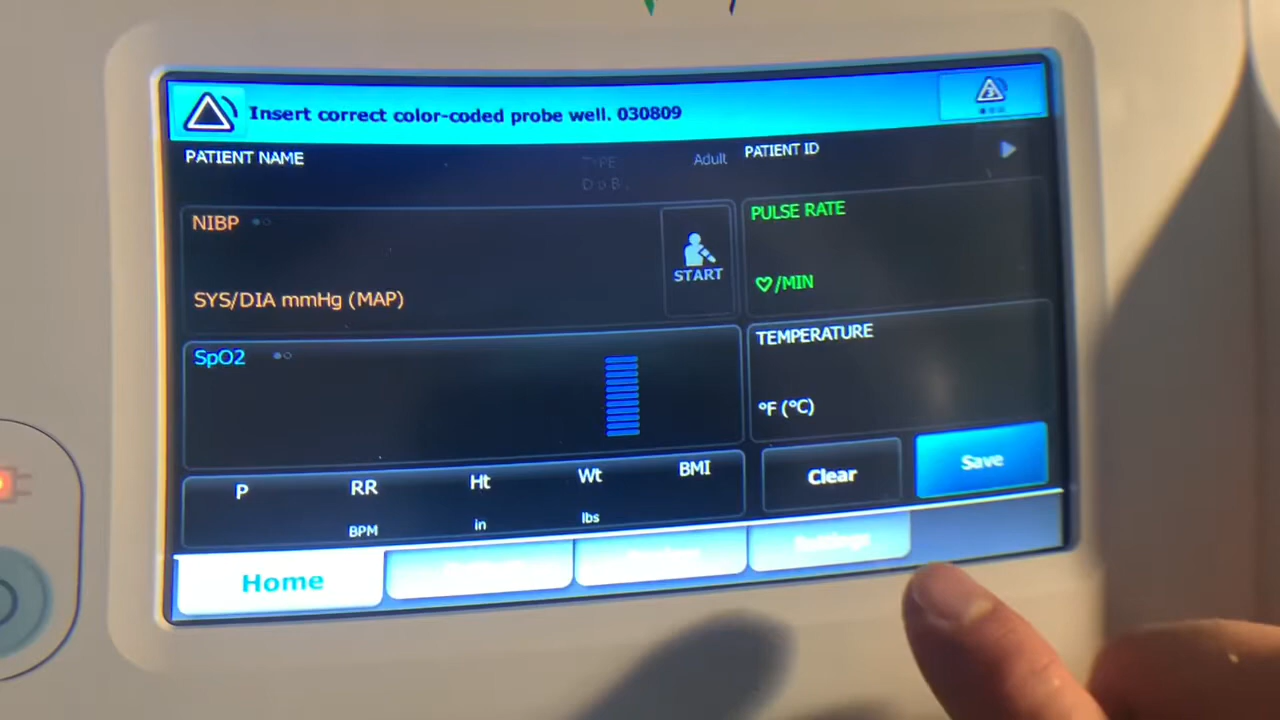 Insert correct color-coded probe well. 030809
PATIENT NAME
TYPE
Adult
D o B.
PATIENT ID
NIBP
START
SYS/DIA mmHg (MAP)
PULSE RATE
/MIN
SpO2
TEMPERATURE
°F (°C)
P
RR
Ht
Wt
BMI
BPM
in
lbs
Clear
Save
Home
Settings